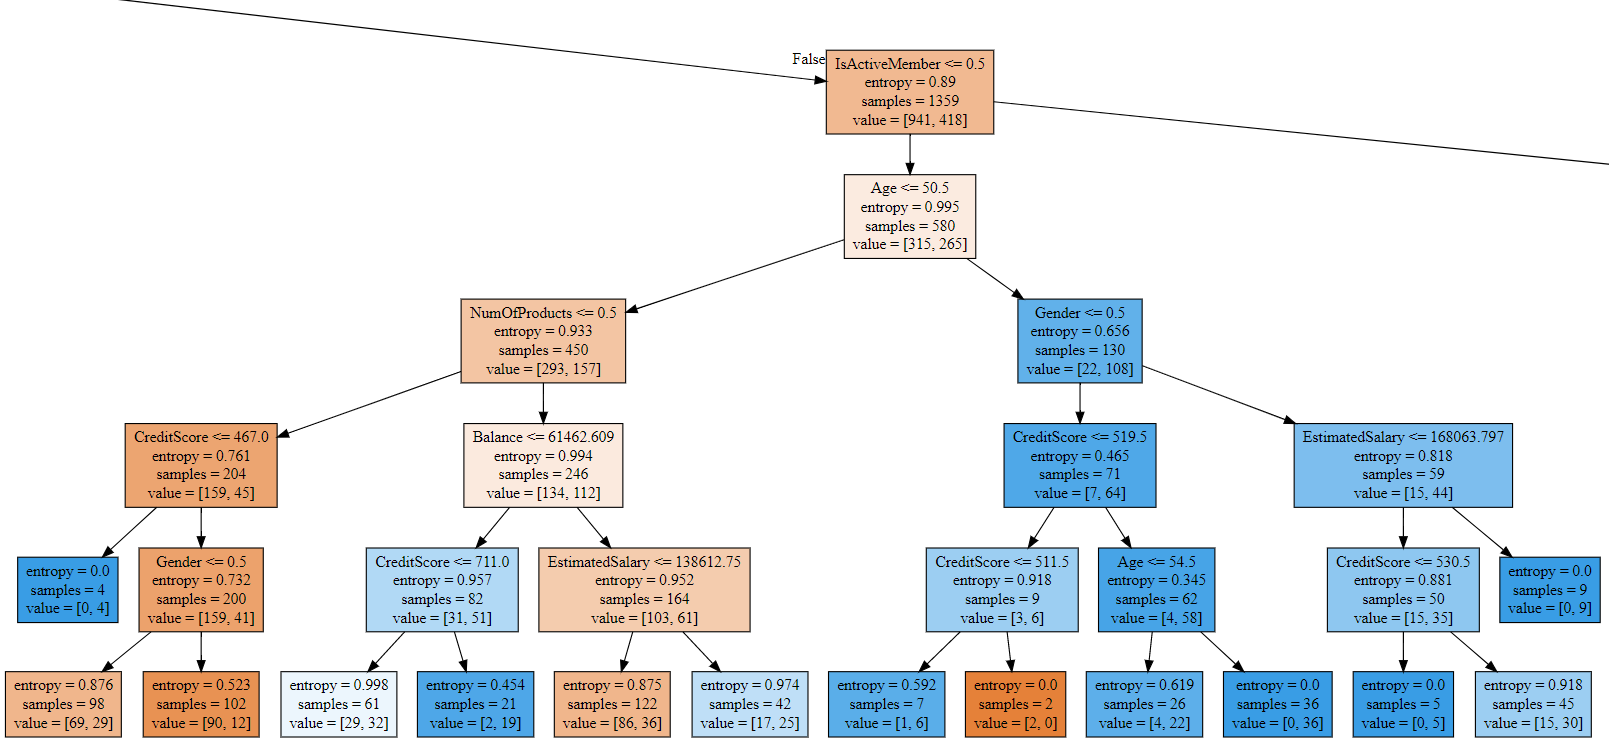 False
IsActiveMember <= 0.5
entropy = 0.89
samples = 1359
value = [941, 418]
Age <= 50.5
entropy = 0.995
samples = 580
value = [315, 265]
NumOfProducts <= 0.5
entropy = 0.933
samples = 450
value = [293, 157]
Gender <= 0.5
entropy = 0.656
samples = 130
value = [22, 108]
CreditScore <= 467.0
entropy = 0.761
samples = 204
value = [159, 45]
Balance <= 61462.609
entropy = 0.994
samples = 246
value = [134, 112]
CreditScore <= 519.5
entropy = 0.465
samples = 71
value = [7, 64]
EstimatedSalary <= 168063.797
entropy = 0.818
samples = 59
value = [15, 44]
entropy = 0.0
samples = 4
value = [0, 4]
Gender <= 0.5
entropy = 0.732
samples = 200
value = [159, 41]
CreditScore <= 711.0
entropy = 0.957
samples = 82
value = [31, 51]
EstimatedSalary <= 138612.75
entropy = 0.952
samples = 164
value = [103, 61]
CreditScore <= 511.5
entropy = 0.918
samples = 9
value = [3, 6]
Age <= 54.5
entropy = 0.345
samples = 62
value = [4, 58]
CreditScore <= 530.5
entropy = 0.881
samples = 50
value = [15, 35]
entropy = 0.0
samples = 9
value = [0, 9]
entropy = 0.876
samples = 98
value = [69, 29]
entropy = 0.523
samples = 102
value = [90, 12]
entropy = 0.998
samples = 61
value = [29, 32]
entropy = 0.454
samples = 21
value = [2, 19]
entropy = 0.875
samples = 122
value = [86, 36]
entropy = 0.974
samples = 42
value = [17, 25]
entropy = 0.592
samples = 7
value = [1, 6]
entropy = 0.0
samples = 2
value = [2, 0]
entropy = 0.619
samples = 26
value = [4, 22]
entropy = 0.0
samples = 36
value = [0, 36]
entropy = 0.0
samples = 5
value = [0, 5]
entropy = 0.918
samples = 45
value = [15, 30]